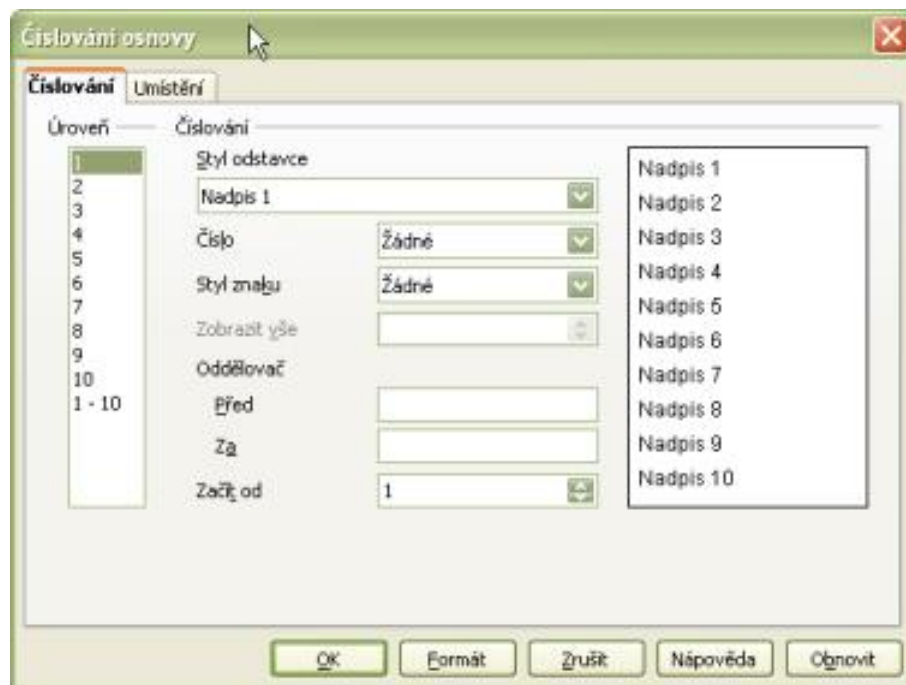 Číslování osnovy
Číslování Umístění
Úroveň Číslování
1
2
3
4
5
6
7
8
9
10
1 - 10
Styl odstavce
Nadpis 1
Číslo Žádné
Styl znaku Žádné
Zobrazit vše
Oddělovač
Před
Za
Začít od 1
Nadpis 1
Nadpis 2
Nadpis 3
Nadpis 4
Nadpis 5
Nadpis 6
Nadpis 7
Nadpis 8
Nadpis 9
Nadpis 10
OK Formát Zrušit Nápověda Obnovit